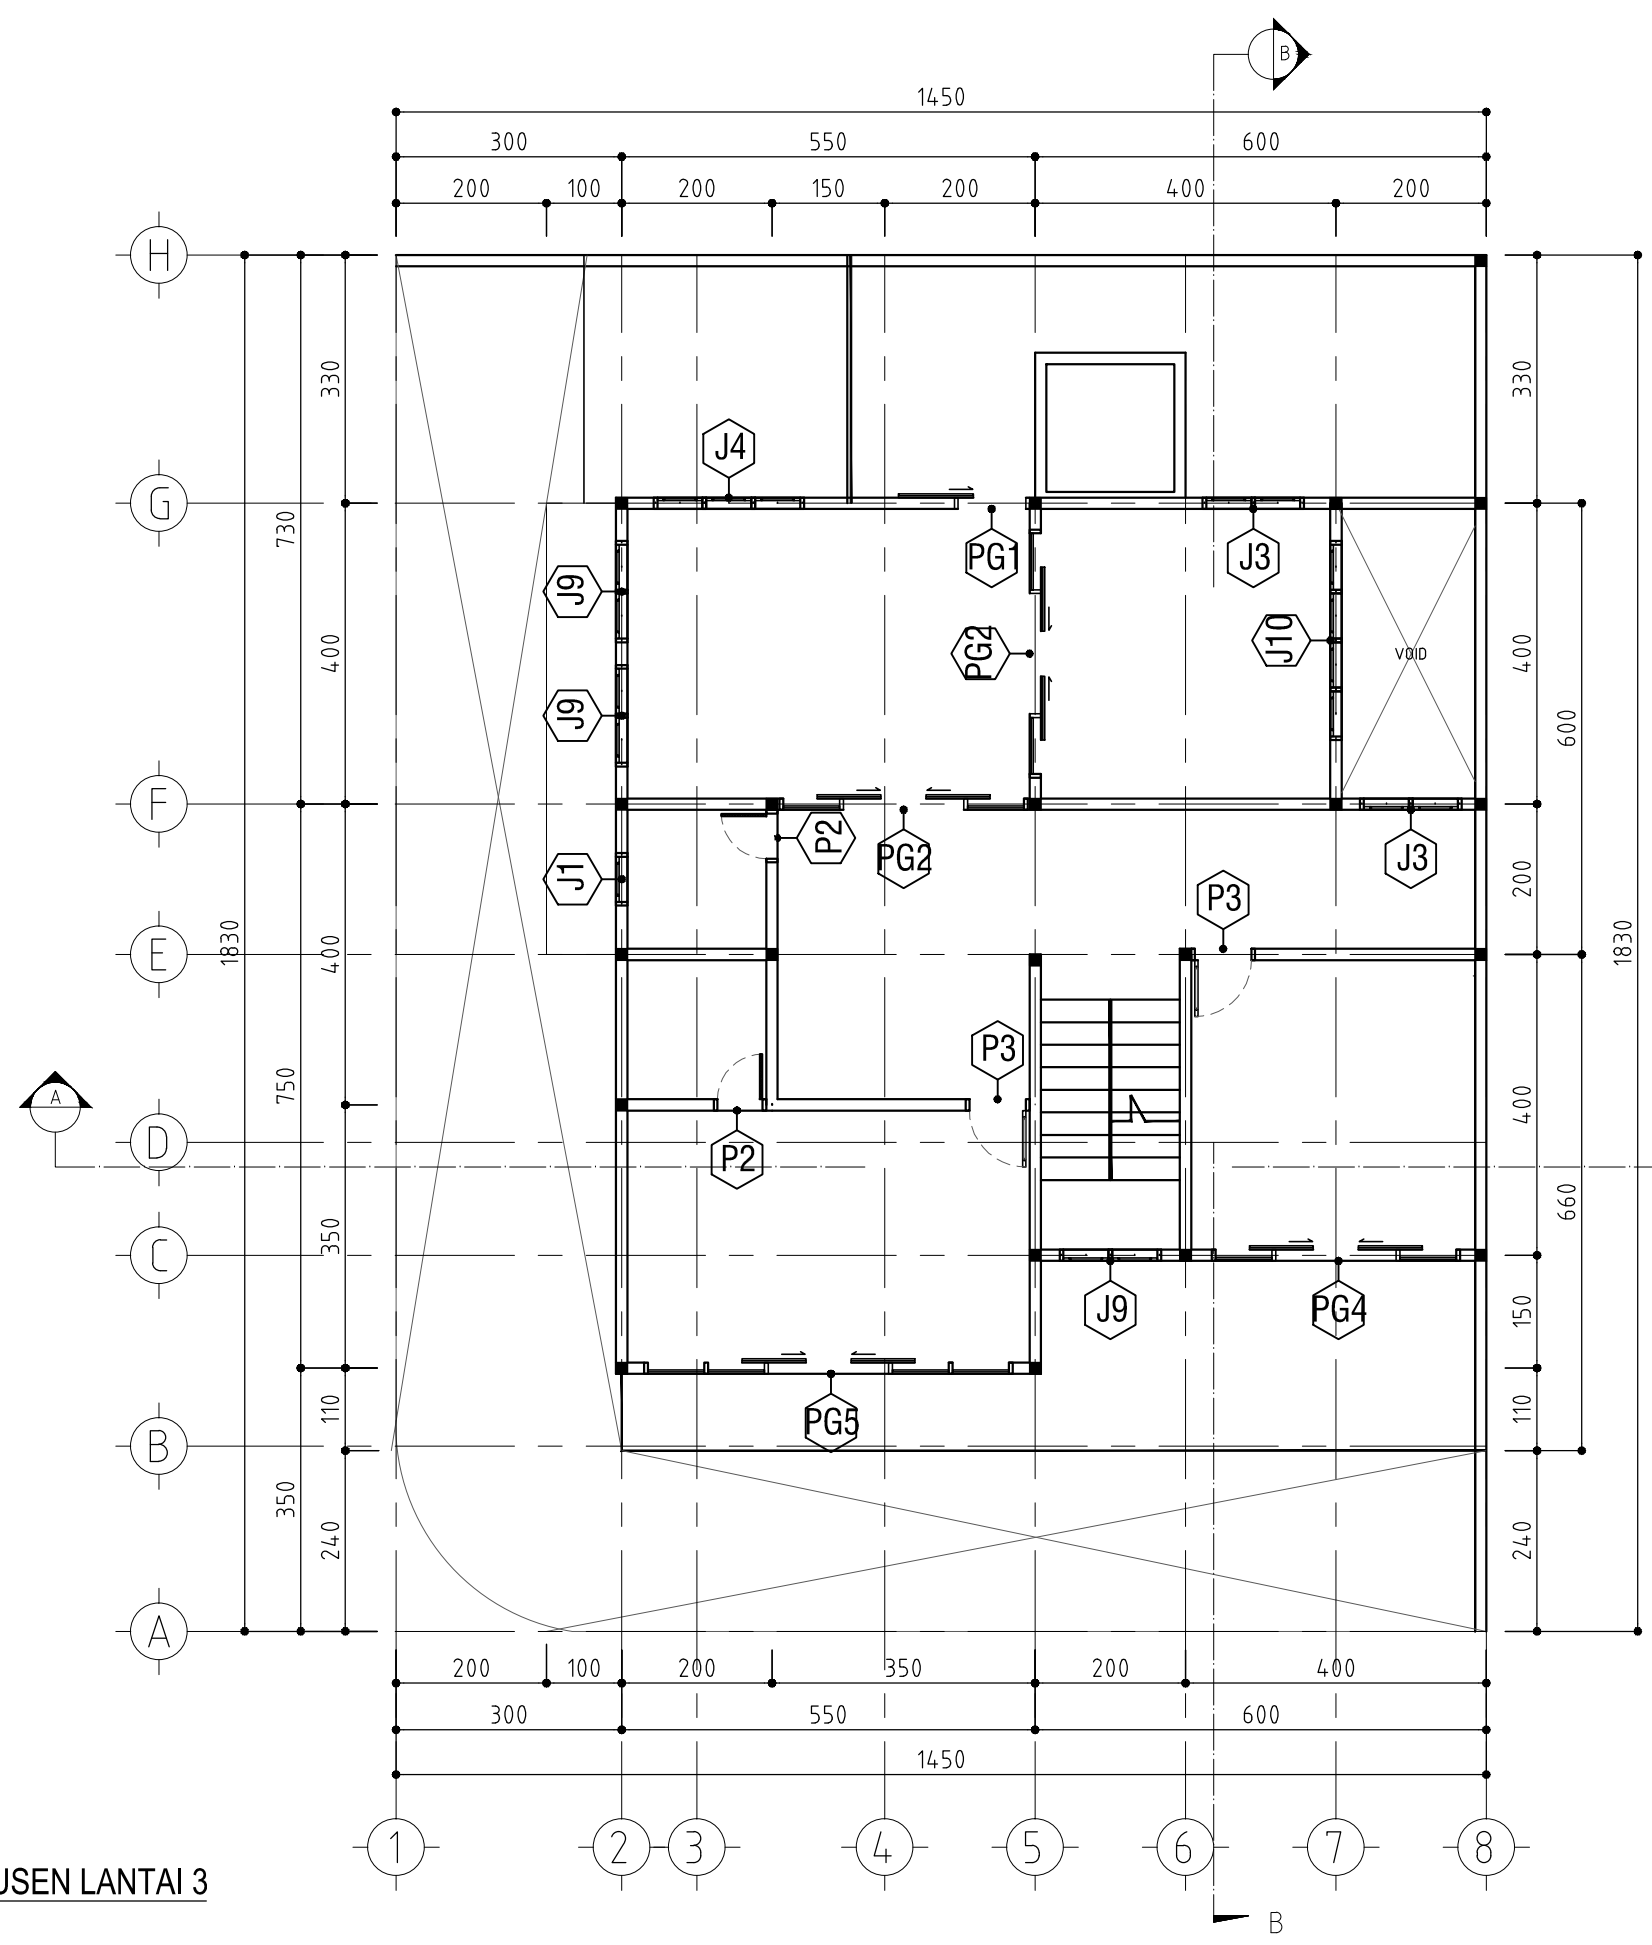 B
1450
300 550 600
200 100 200 150 200 400 200
H
330 330
J4
G
730
PG1 J3
J9
400 PG2 J10 VOID 400
J9
600
F
P2
PG2 J3
J1
200
P3
1830 400 1830
E
P3
750 A 400
D
P2
660
350
C
J9 PG4 150
PG5
110 110
B
350
240 240
A
200 100 200 350 200 400
300 550 600
1450
1 2 3 4 5 6 7 8
USEN LANTAI 3
B